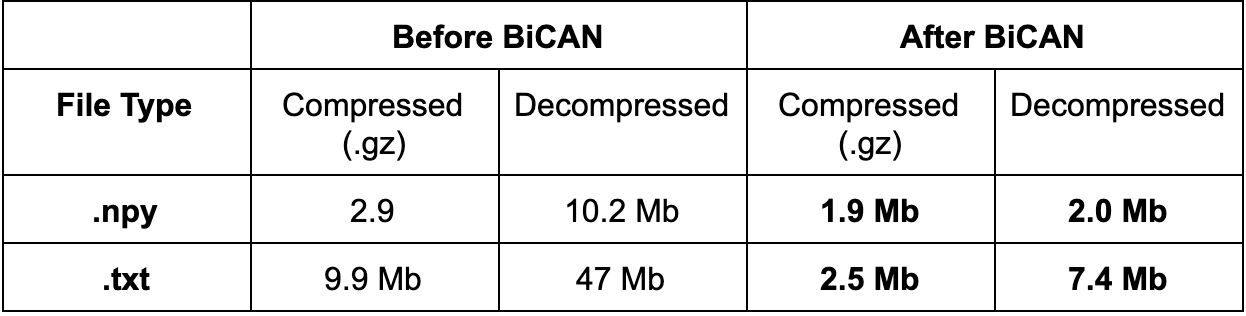 Before BiCAN After BiCAN
File Type Compressed (.gz) Decompressed Compressed (.gz) Decompressed
.npy 2.9 10.2 Mb 1.9 Mb 2.0 Mb
.txt 9.9 Mb 47 Mb 2.5 Mb 7.4 Mb